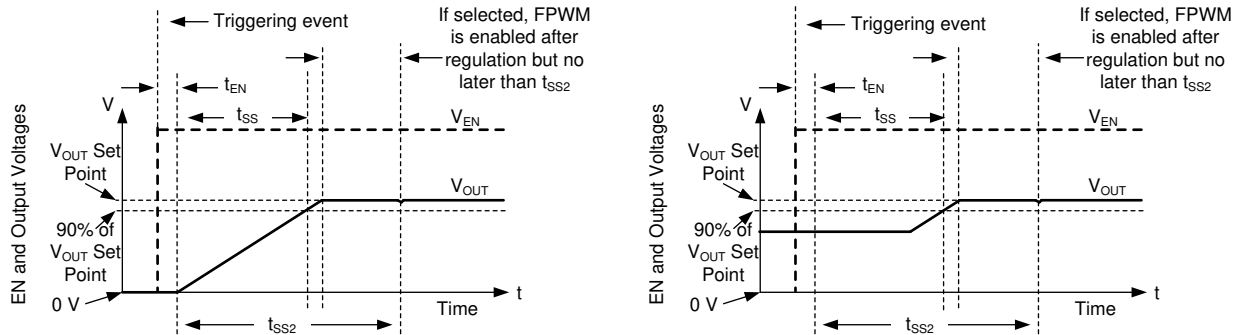 Triggering event
If selected, FPWM
is enabled after
regulation but no
later than tSS2
tEN
tSS
V
VEN
EN and Output Voltages
VOUT Set
Point
VOUT
90% of
VOUT Set
Point
0 V
t
Time
tSS2
Triggering event
If selected, FPWM
is enabled after
regulation but no
later than tSS2
tEN
tSS
V
VEN
EN and Output Voltages
VOUT Set
Point
VOUT
90% of
VOUT Set
Point
0 V
t
Time
tSS2